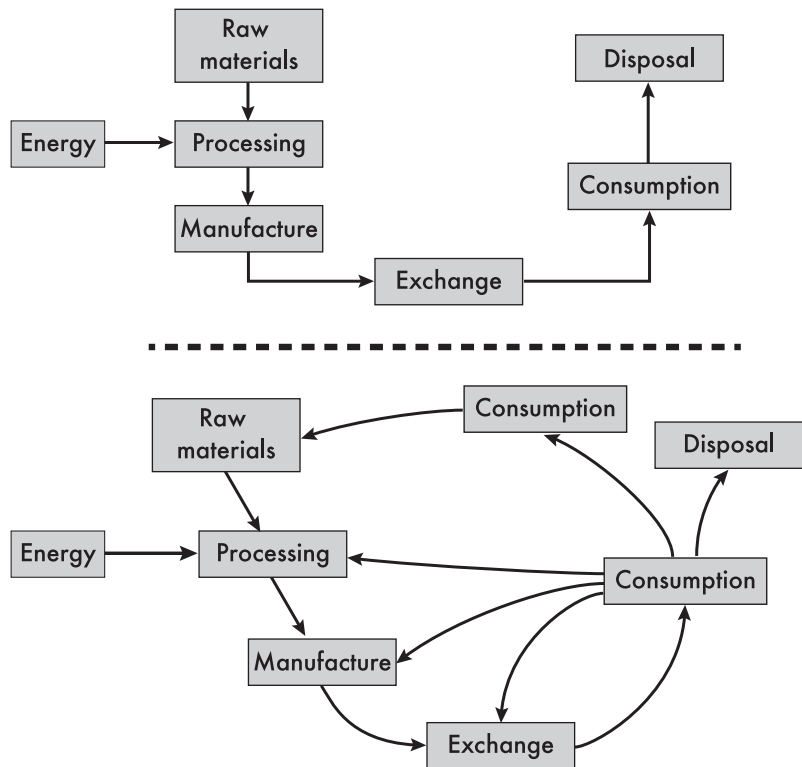 Raw
materials
Disposal
Energy
Processing
Consumption
Manufacture
Exchange
Raw
materials
Consumption
Disposal
Energy
Processing
Consumption
Manufacture
Exchange